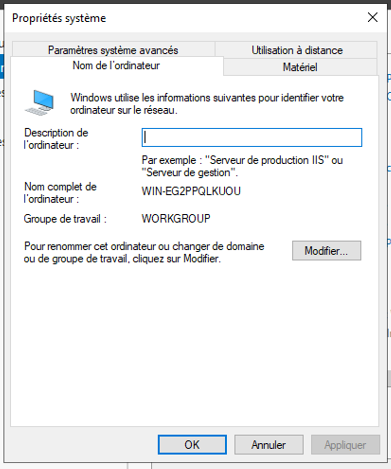 Propriétés système
Paramètres système avancés
Utilisation à distance
Nom de l'ordinateur
Matériel
Windows utilise les informations suivantes pour identifier votre
ordinateur sur le réseau.
Description de
l'ordinateur :
Par exemple : "Serveur de production IIS" ou
"Serveur de gestion".
Nom complet de
l'ordinateur :
WIN-EG2PPQLKUOU
Groupe de travail :
WORKGROUP
Pour renommer cet ordinateur ou changer de domaine
ou de groupe de travail, cliquez sur Modifier.
Modifier...
OK
Annuler
Appliquer